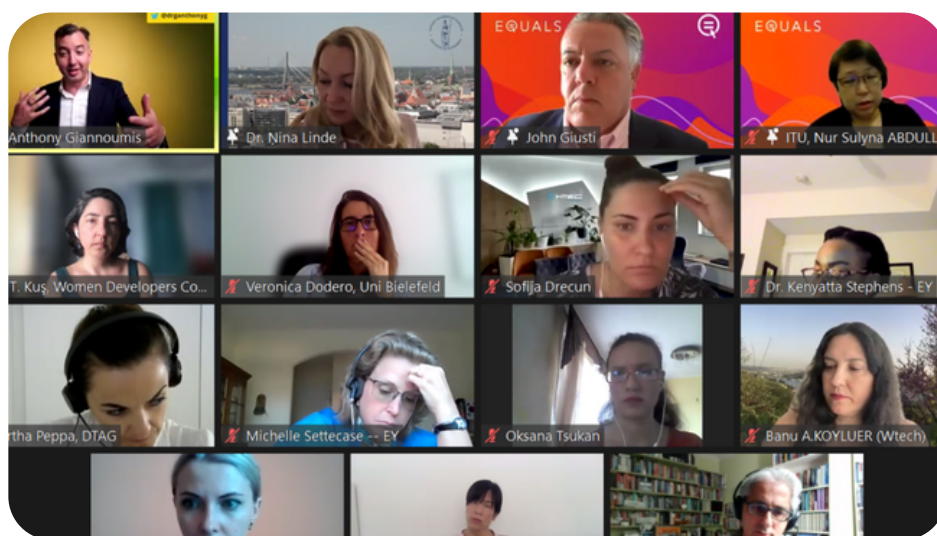 @drganthonyg
Anthony Giannoumis
Dr. Nina Linde
EQUALS
John Giusti
EQUALS
ITU, Nur Sulyna ABDULL
T. Kuş, Women Developers Co...
Veronica Dodero, Uni Bielefeld
HTEC
Sofija Drecun
Dr. Kenyatta Stephens - EY
rtha Peppa, DTAG
Michelle Settecase -- EY
Oksana Tsukan
Banu A.KOYLUER (Wtech)